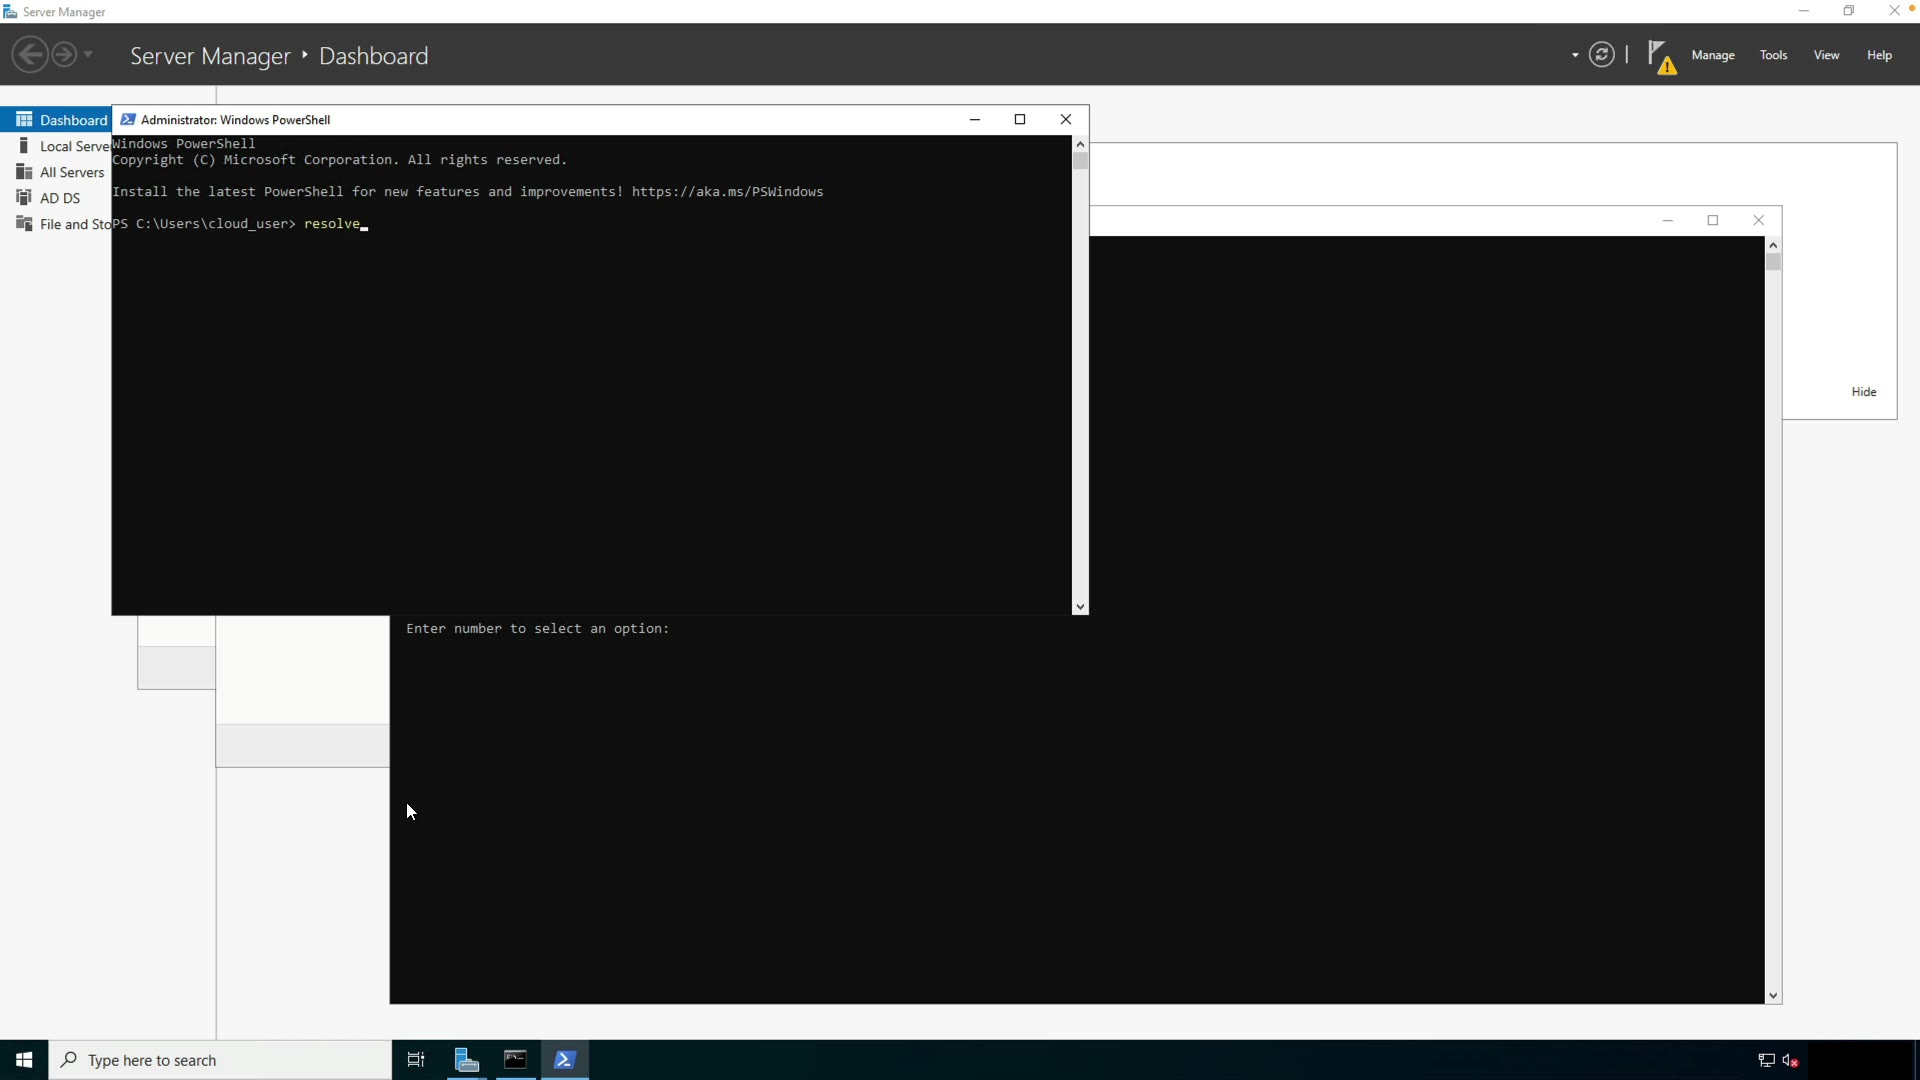 Server Manager
Server Manager ‣ Dashboard
Manage
Tools
View
Help
Dashboard
Local Serve
All Servers
AD DS
File and Sto
Administrator: Windows PowerShell
Windows PowerShell
Copyright (C) Microsoft Corporation. All rights reserved.
Install the latest PowerShell for new features and improvements! https://aka.ms/PSWindows
PS C:\Users\cloud_user> resolve_
Hide
Enter number to select an option:
Type here to search